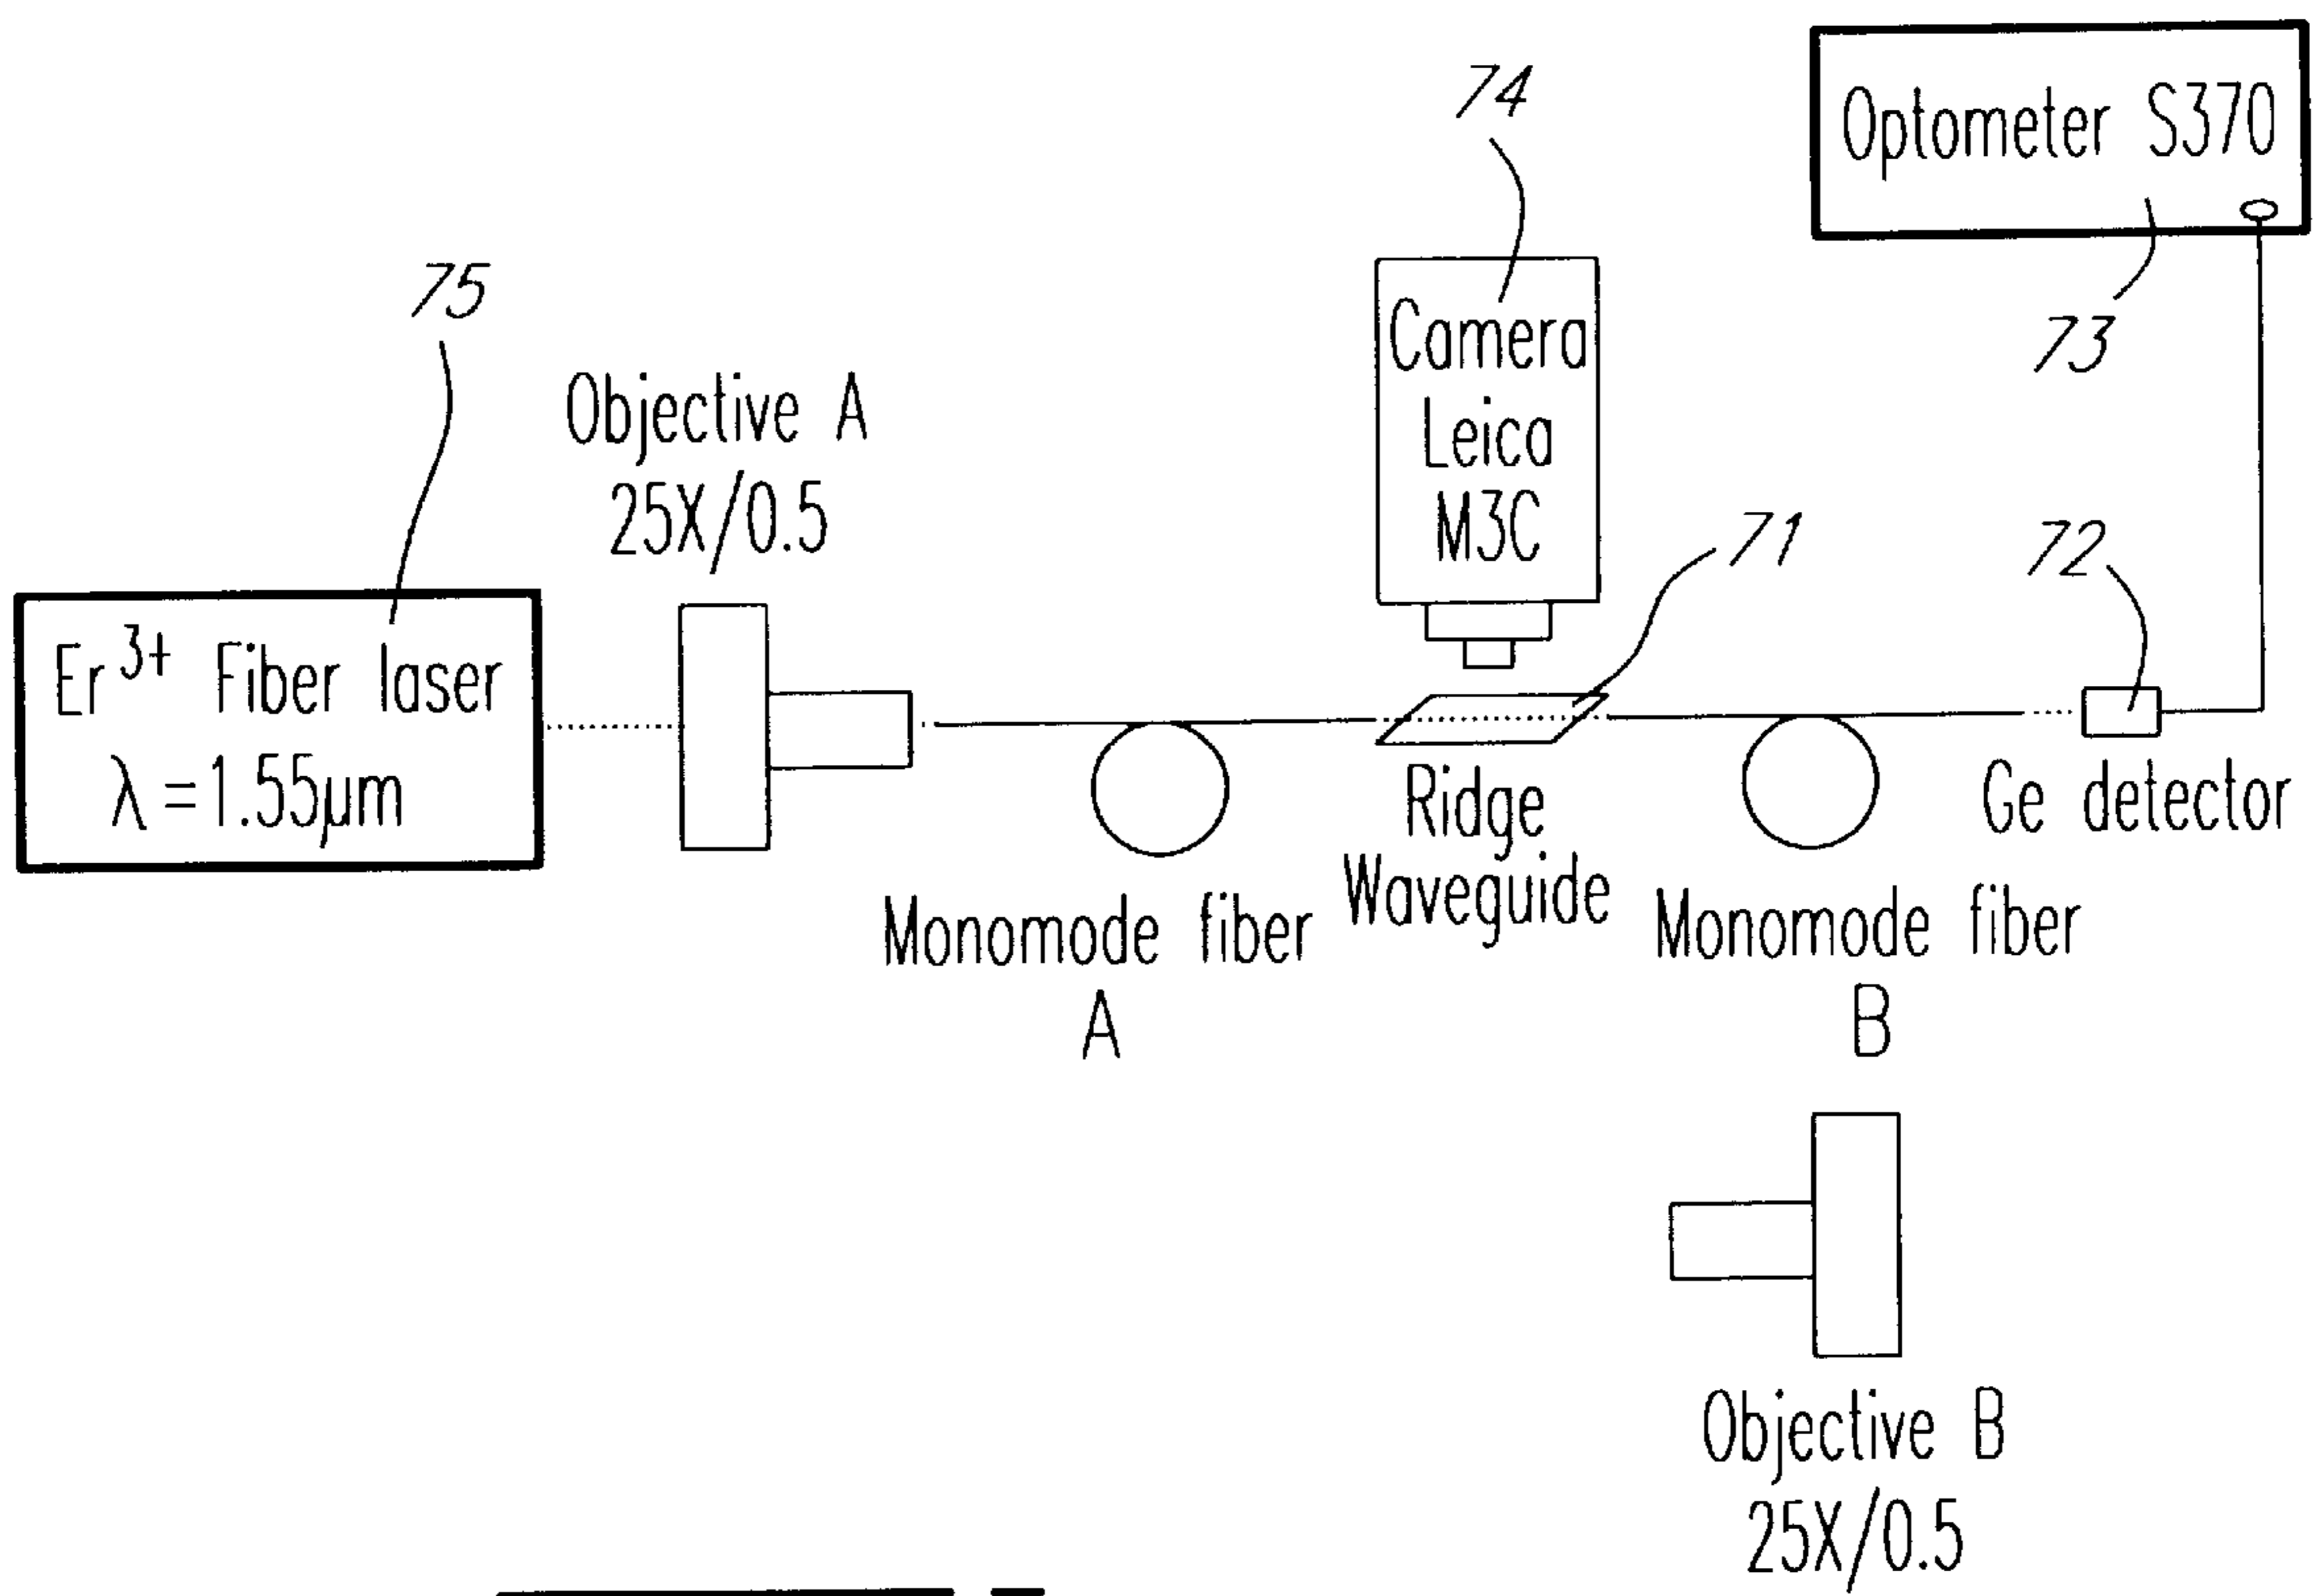 Optometer S370
74
73
75
Camera
Leica
M3C
Objective A
25X/0.5
71
72
Er 3+ Fiber laser
λ=1.55µm
Ridge
Waveguide
Ge detector
Monomode fiber
A
Monomode fiber
B
Objective B
25X/0.5